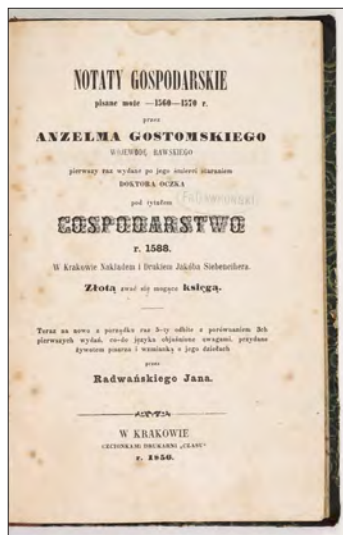 NOTATY GOSPODARSKIE
pisane może —1560—1570 r.
przez
ANZELMA GOSTOMSKIEGO
WOJEWODĘ RAWSKIEGO
pierwszy raz wydane po jego śmierci staraniem
DOKTORA OCZKA
pod tytułem
GOSPODARSTWO
r. 1588.
W Krakowie Nakładem i Drukiem Jakóba Siebeneihera.
Złotą zwać się mogące księgą.
Teraz na nowo z porządku raz 5-ty odbite z porównaniem 3ch
pierwszych wydań, co-do języka objaśnione uwagami, przydane
żywotem pisarza i wzmianką o jego dziełach
przez
Radwańskiego Jana.
W KRAKOWIE
CZCIONKAMI DRUKARNI „CZASU”
r. 1856.